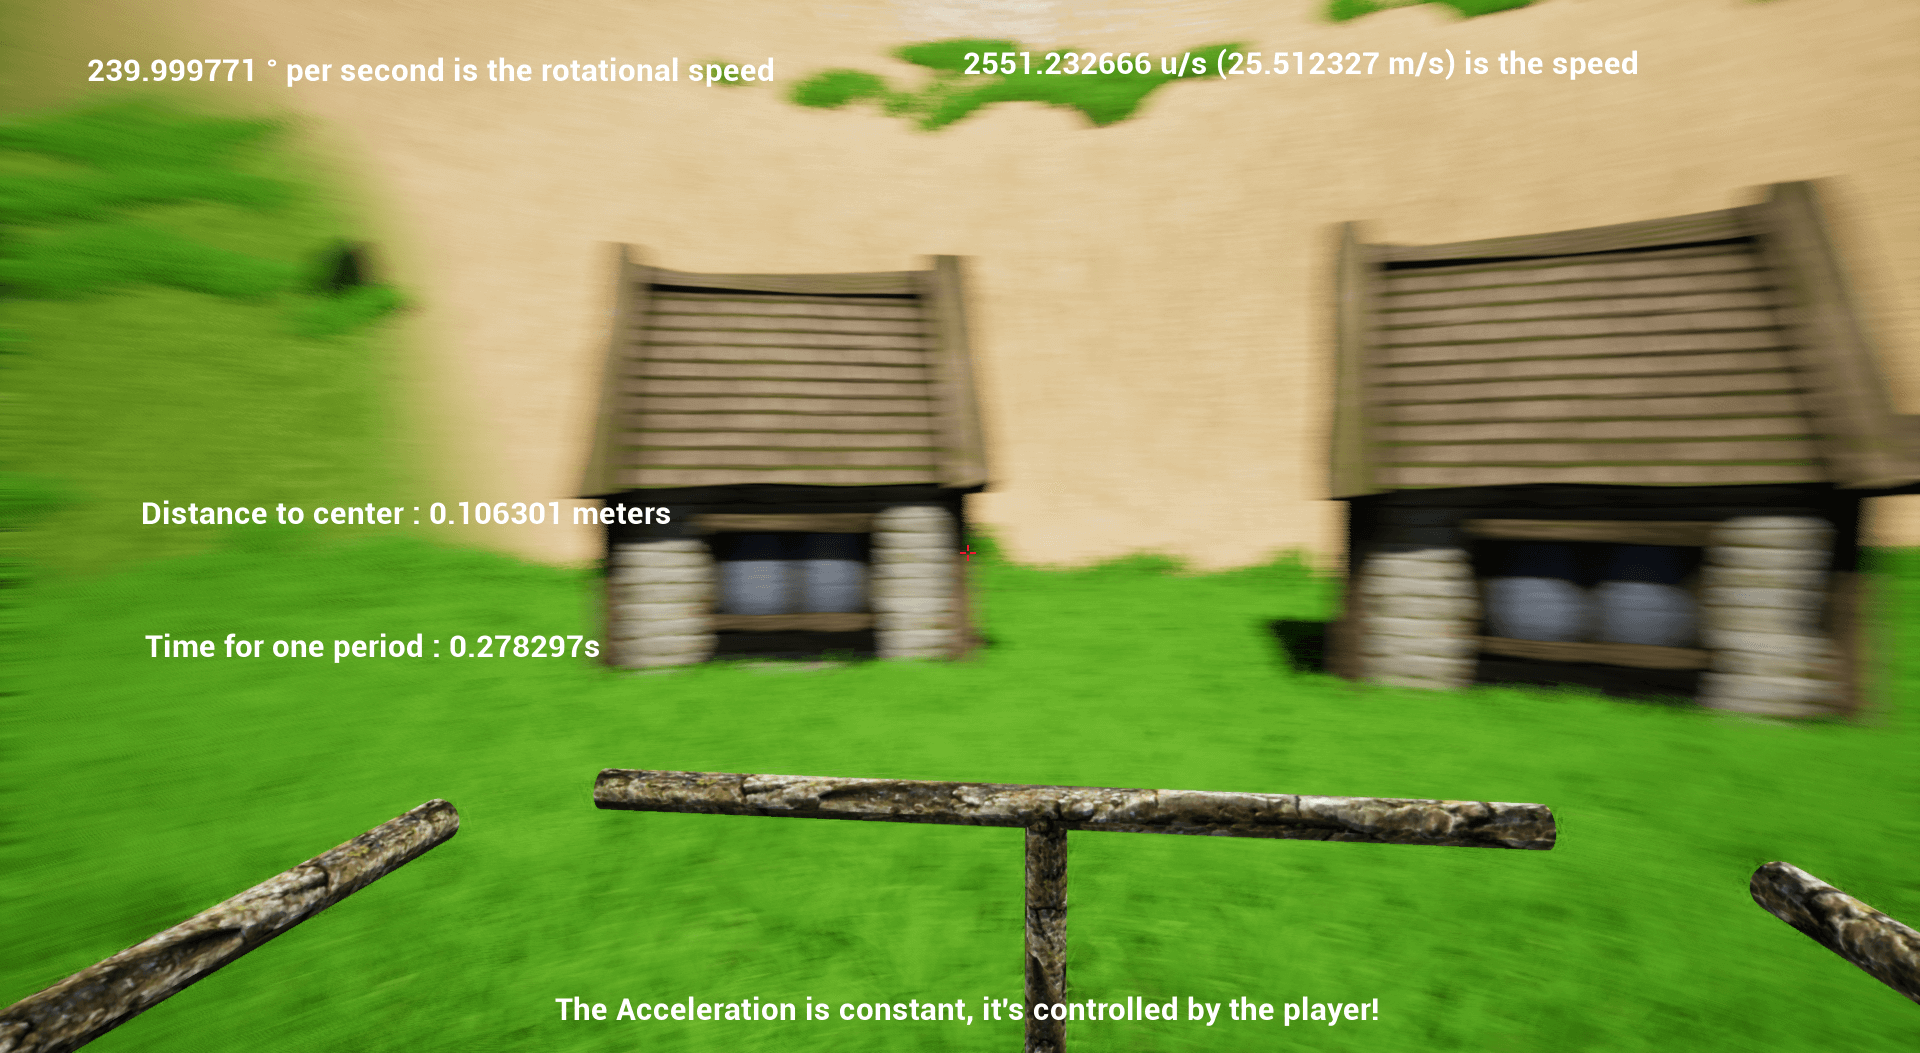 239.999771 ° per second is the rotational speed
2551.232666 u/s (25.512327 m/s) is the speed
Distance to center : 0.106301 meters
Time for one period : 0.278297s
The Acceleration is constant, it's controlled by the player!